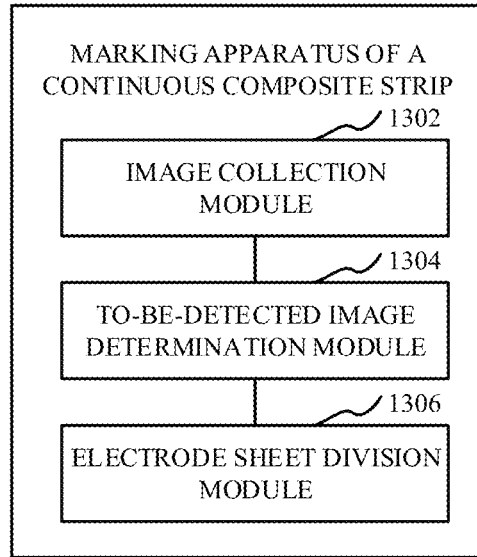 MARKING APPARATUS OF A
CONTINUOUS COMPOSITE STRIP
1302
IMAGE COLLECTION
MODULE
1304
TO-BE-DETECTED IMAGE
DETERMINATION MODULE
1306
ELECTRODE SHEET DIVISION
MODULE